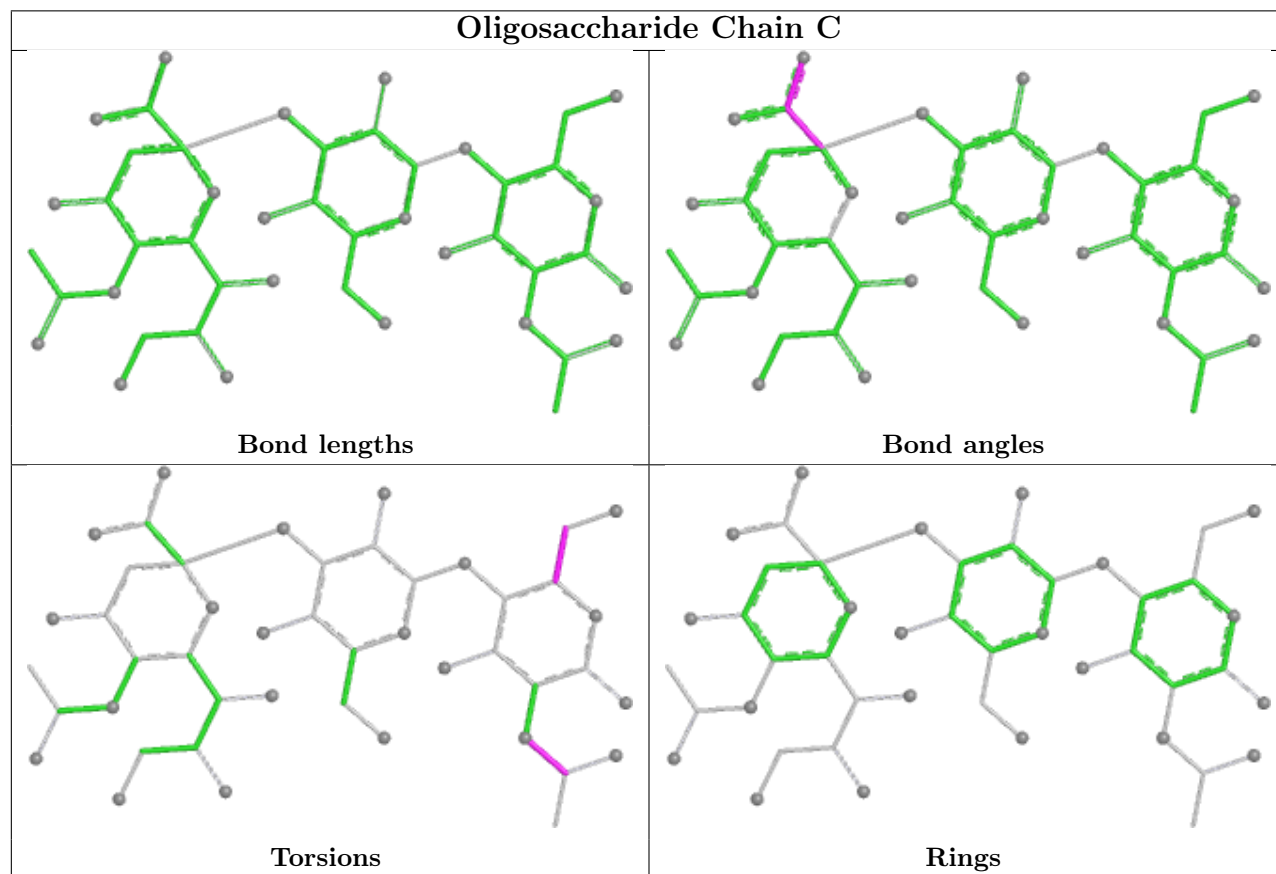 Oligosaccharide Chain C
Bond lengths
Bond angles
Torsions
Rings